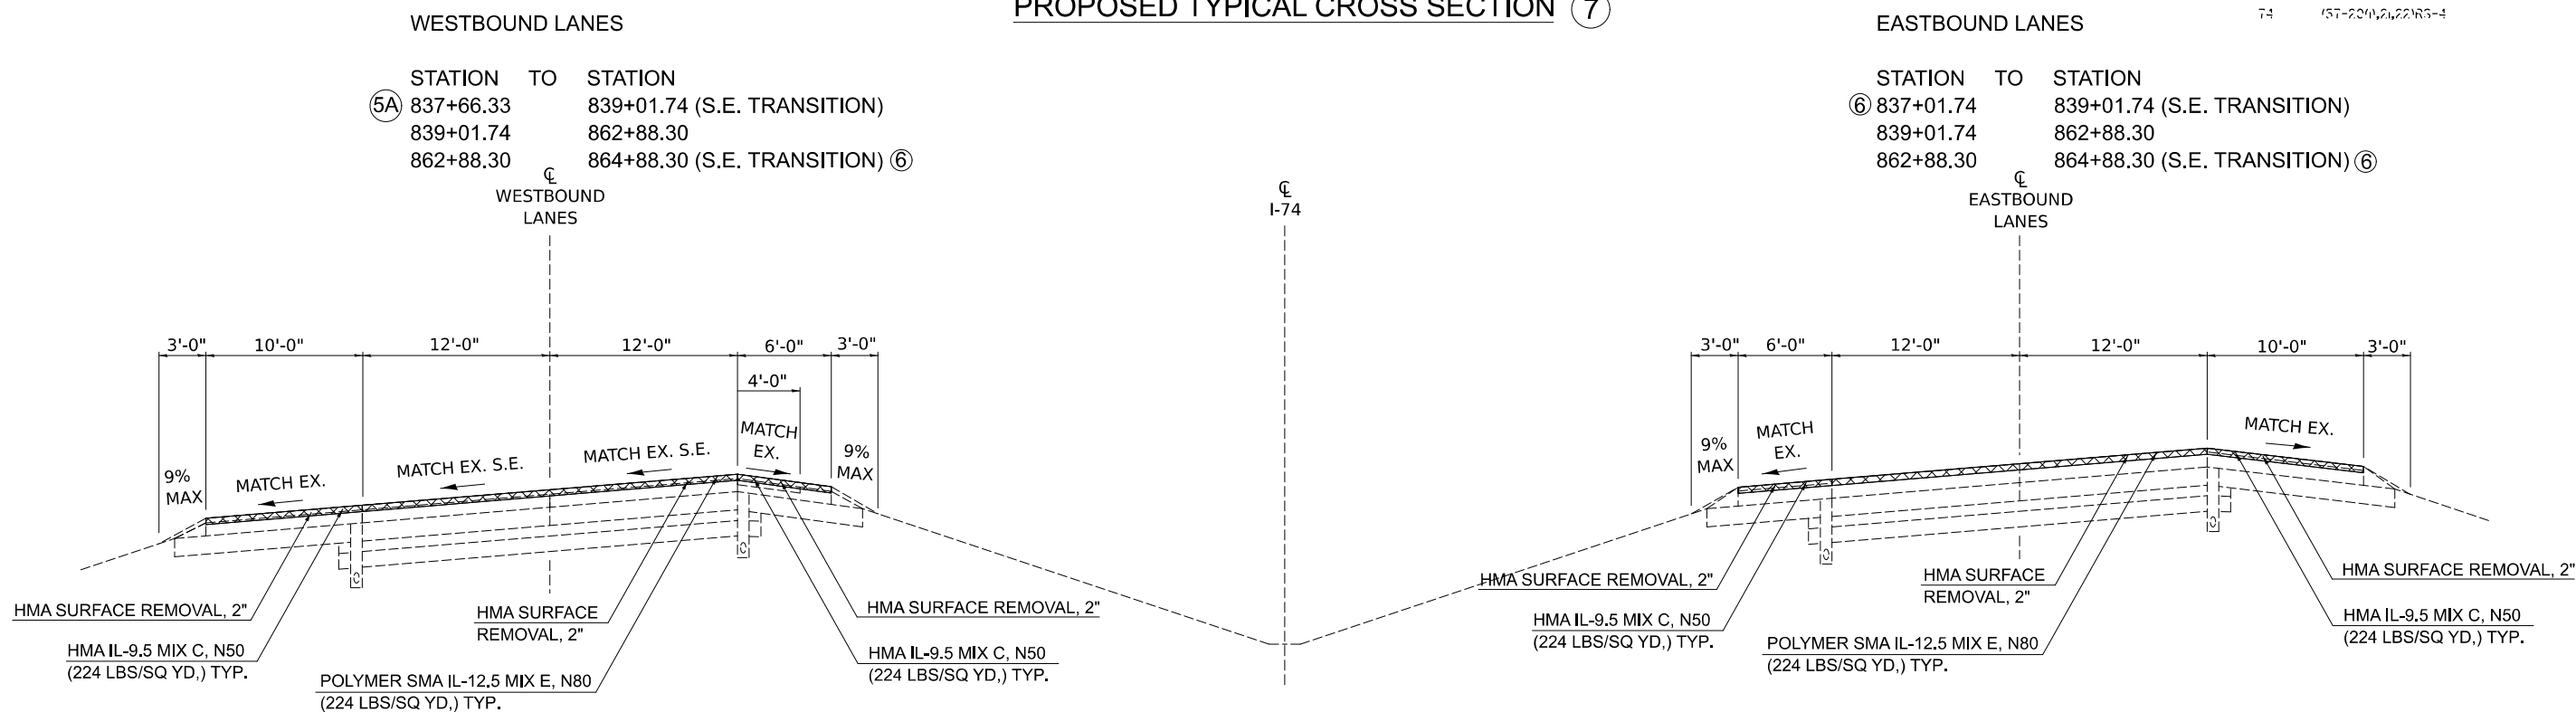 PROPOSED TYPICAL CROSS SECTION 7
WESTBOUND LANES
STATION TO STATION
5A 837+66.33 839+01.74 (S.E. TRANSITION)
839+01.74 862+88.30
862+88.30 864+88.30 (S.E. TRANSITION) 6
℄
WESTBOUND
LANES
3'-0" 10'-0" 12'-0" 12'-0" 6'-0" 3'-0"
4'-0"
9%
MAX
MATCH EX.
MATCH EX. S.E.
MATCH EX. S.E.
MATCH
EX.
9%
MAX
HMA SURFACE REMOVAL, 2"
HMA IL-9.5 MIX C, N50
(224 LBS/SQ YD,) TYP.
HMA SURFACE
REMOVAL, 2"
POLYMER SMA IL-12.5 MIX E, N80
(224 LBS/SQ YD,) TYP.
HMA SURFACE REMOVAL, 2"
HMA IL-9.5 MIX C, N50
(224 LBS/SQ YD,) TYP.
℄
I-74
74
EASTBOUND LANES
STATION TO STATION
6 837+01.74 839+01.74 (S.E. TRANSITION)
839+01.74 862+88.30
862+88.30 864+88.30 (S.E. TRANSITION) 6
℄
EASTBOUND
LANES
3'-0" 6'-0" 12'-0" 12'-0" 10'-0" 3'-0"
9%
MAX
MATCH
EX.
MATCH EX.
HMA SURFACE REMOVAL, 2"
HMA IL-9.5 MIX C, N50
(224 LBS/SQ YD,) TYP.
HMA SURFACE
REMOVAL, 2"
POLYMER SMA IL-12.5 MIX E, N80
(224 LBS/SQ YD,) TYP.
HMA SURFACE REMOVAL, 2"
HMA IL-9.5 MIX C, N50
(224 LBS/SQ YD,) TYP.